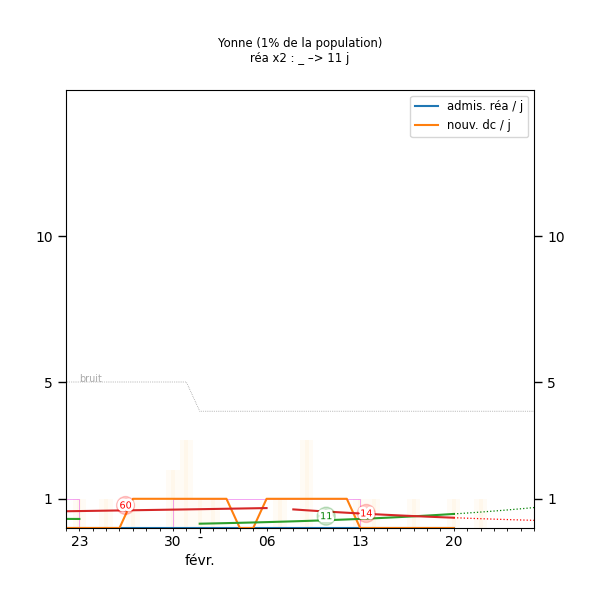 Yonne (1% de la population)
réa x2 : _ –> 11 j
admis. réa / j
nouv. dc / j
10
10
bruit
5
5
60
11
14
1
1
23
30
-
06
13
20
févr.